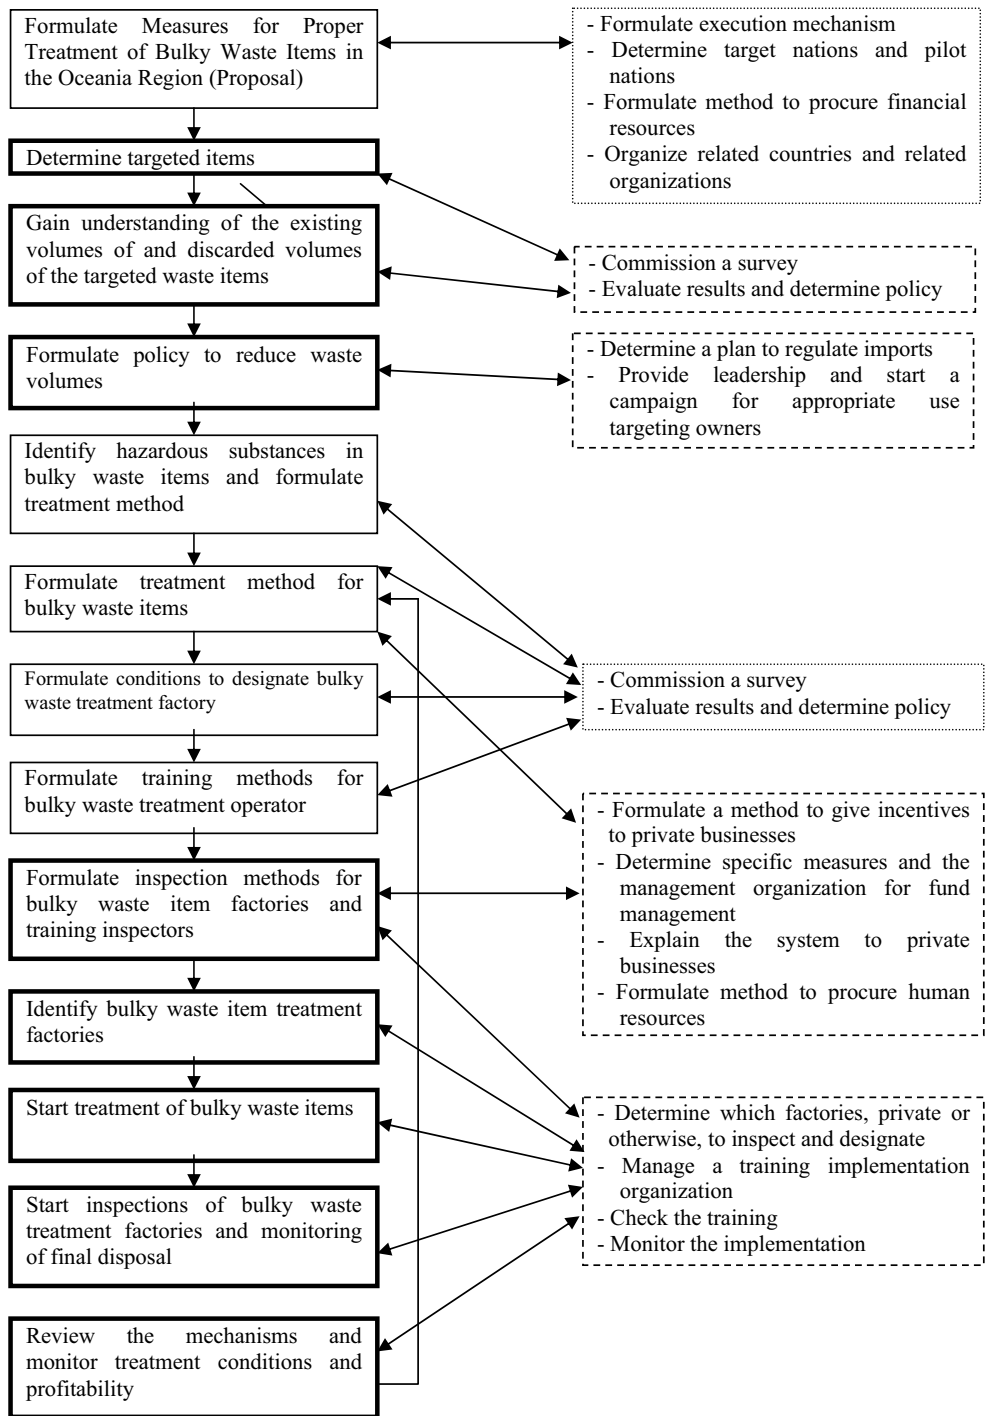 Formulate Measures for Proper
Treatment of Bulky Waste Items in
the Oceania Region (Proposal)
Determine targeted items
Gain understanding of the existing
volumes of and discarded volumes
of the targeted waste items
Formulate policy to reduce waste
volumes
Identify hazardous substances in
bulky waste items and formulate
treatment method
Formulate treatment method for
bulky waste items
Formulate conditions to designate bulky
waste treatment factory
Formulate training methods for
bulky waste treatment operator
Formulate inspection methods for
bulky waste item factories and
training inspectors
Identify bulky waste item treatment
factories
Start treatment of bulky waste items
Start inspections of bulky waste
treatment factories and monitoring
of final disposal
Review the mechanisms and
monitor treatment conditions and
profitability
- Formulate execution mechanism
- Determine target nations and pilot
nations
- Formulate method to procure financial
resources
- Organize related countries and related
organizations
- Commission a survey
- Evaluate results and determine policy
- Determine a plan to regulate imports
- Provide leadership and start a
campaign for appropriate use
targeting owners
- Commission a survey
- Evaluate results and determine policy
- Formulate a method to give incentives
to private businesses
- Determine specific measures and the
management organization for fund
management
- Explain the system to private
businesses
- Formulate method to procure human
resources
- Determine which factories, private or
otherwise, to inspect and designate
- Manage a training implementation
organization
- Check the training
- Monitor the implementation